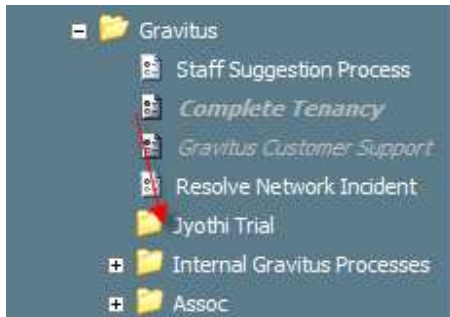 Gravitus
Staff Suggestion Process
Complete Tenancy
Gravitus Customer Support
Resolve Network Incident
Jyothi Trial
Internal Gravitus Processes
Assoc